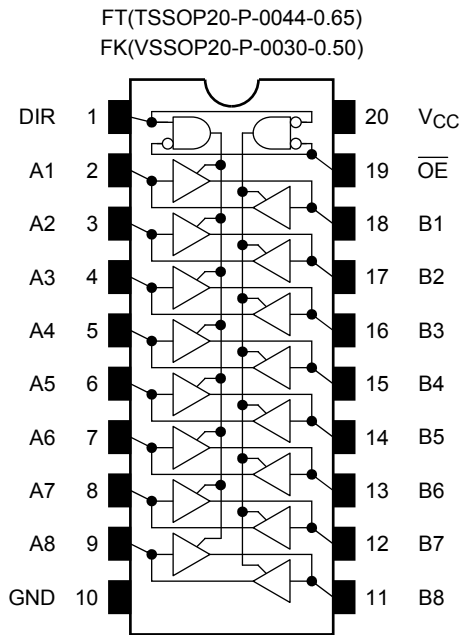 FT(TSSOP20-P-0044-0.65)
FK(VSSOP20-P-0030-0.50)
DIR 1 20 VCC
A1 2 19 OE
A2 3 18 B1
A3 4 17 B2
A4 5 16 B3
A5 6 15 B4
A6 7 14 B5
A7 8 13 B6
A8 9 12 B7
GND 10 11 B8